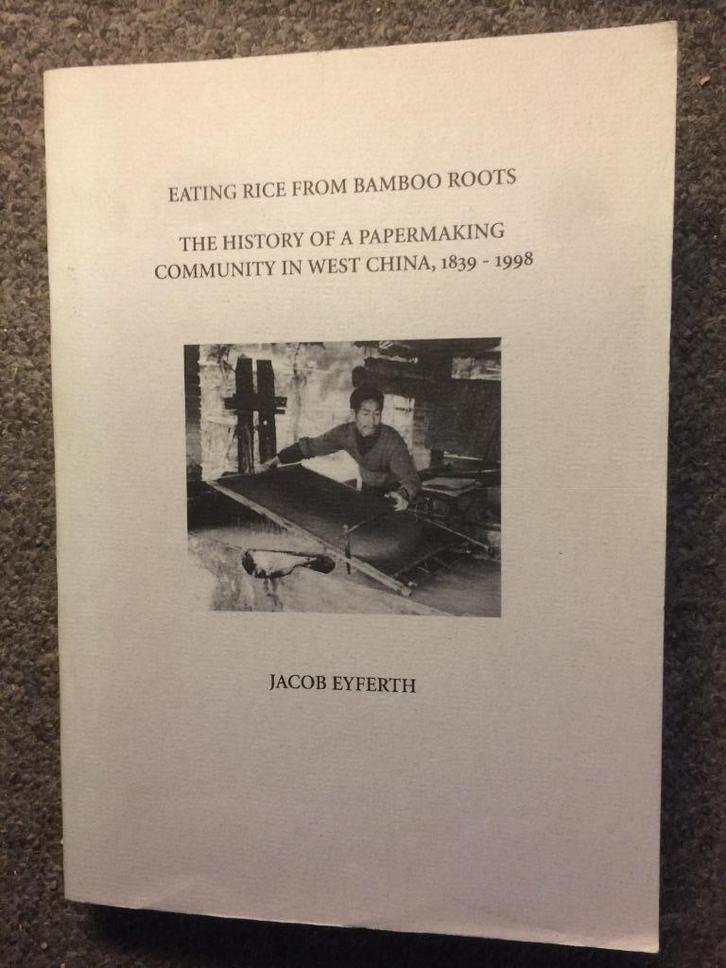 EATING RICE FROM BAMBOO ROOTS
THE HISTORY OF A PAPERMAKING
COMMUNITY IN WEST CHINA, 1839 - 1998
JACOB EYFERTH